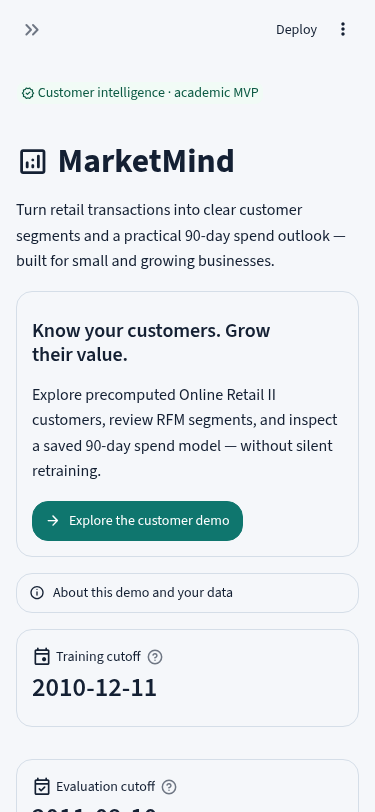 Deploy
Customer intelligence · academic MVP
MarketMind
Turn retail transactions into clear customer
segments and a practical 90-day spend outlook —
built for small and growing businesses.
Know your customers. Grow
their value.
Explore precomputed Online Retail II
customers, review RFM segments, and inspect
a saved 90-day spend model — without silent
retraining.
Explore the customer demo
About this demo and your data
Training cutoff
2010-12-11
Evaluation cutoff